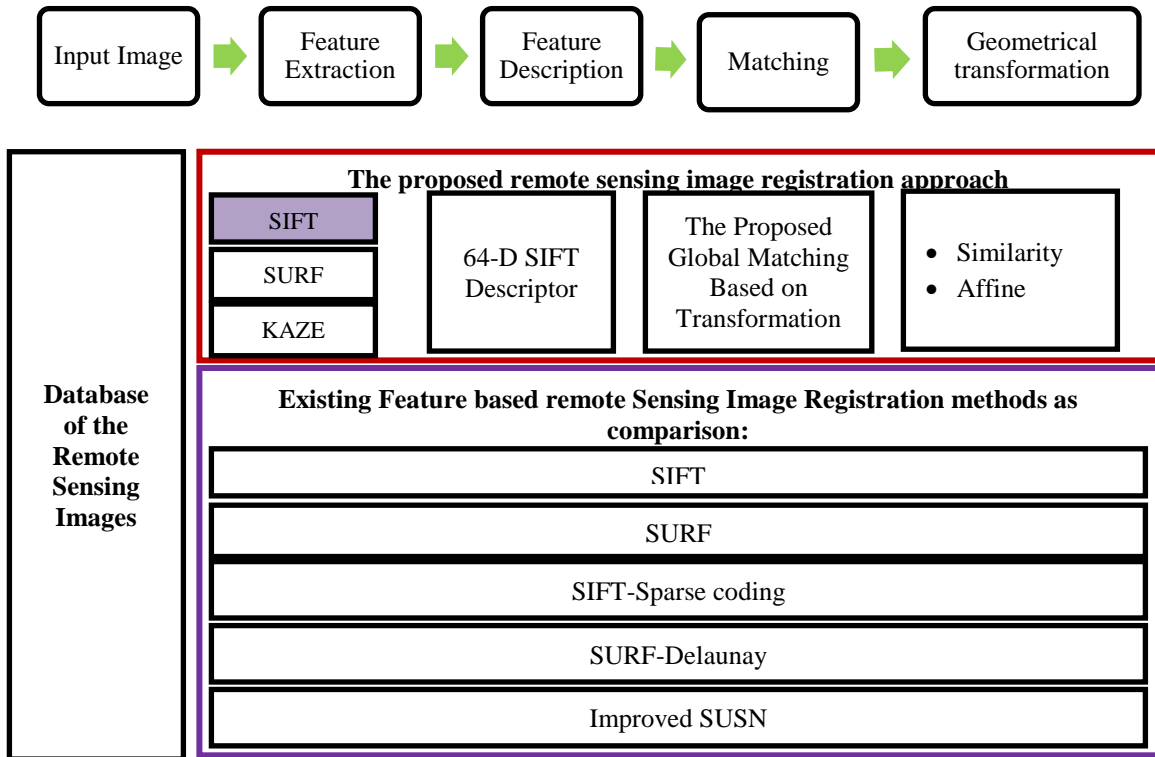 Input Image
Feature
Extraction
Feature
Description
Matching
Geometrical
transformation
Database
of the
Remote
Sensing
Images
The proposed remote sensing image registration approach
SIFT
SURF
KAZE
64-D SIFT
Descriptor
The Proposed
Global Matching
Based on
Transformation
• Similarity
• Affine
Existing Feature based remote Sensing Image Registration methods as
comparison:
SIFT
SURF
SIFT-Sparse coding
SURF-Delaunay
Improved SUSN